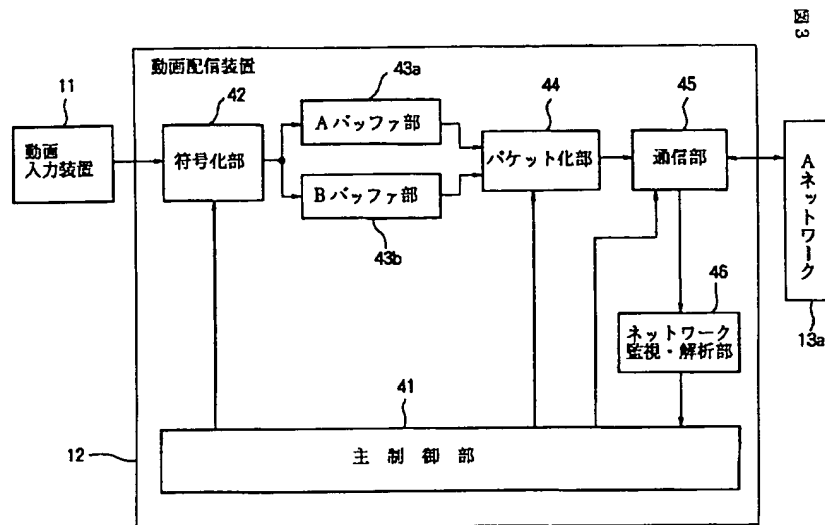 図3
動画配信装置
11
動画
入力装置
42
符号化部
43a
Aバッファ部
Bバッファ部
43b
44
パケット化部
45
通信部
Aネットワーク
13a
46
ネットワーク
監視・解析部
41
主制御部
12